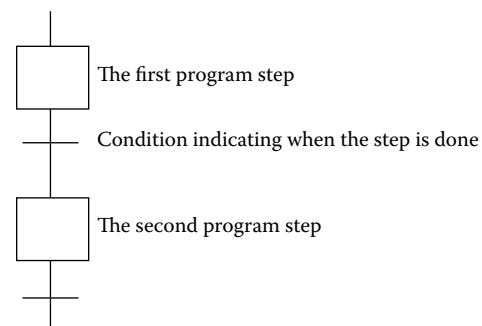 The first program step
Condition indicating when the step is done
The second program step